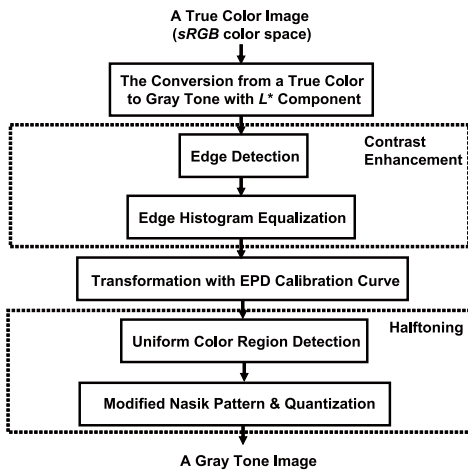 A True Color Image
(sRGB color space)
The Conversion from a True Color
to Gray Tone with L* Component
Contrast
Enhancement
Edge Detection
Edge Histogram Equalization
Transformation with EPD Calibration Curve
Halftoning
Uniform Color Region Detection
Modified Nasik Pattern & Quantization
A Gray Tone Image